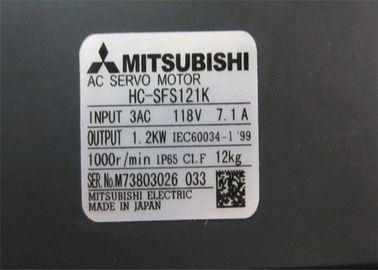 MITSUBISHI
AC SERVO MOTOR
HC-SFS121K
INPUT 3AC 118V 7.1A
OUTPUT 1.2KW IEC60034-1 '99
1000r/min IP65 CI.F 12kg
SER.No.M73803026 033
MITSUBISHI ELECTRIC
MADE IN JAPAN